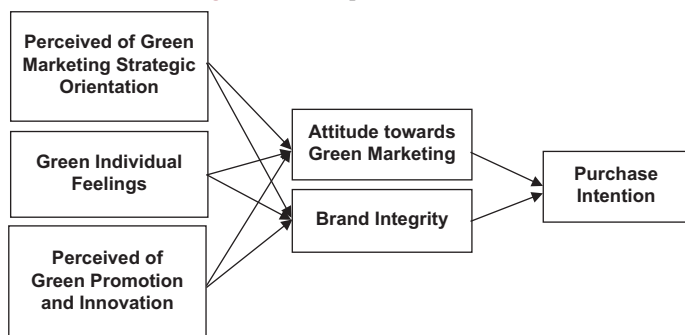 Perceived of Green
Marketing Strategic
Orientation
Green Individual
Feelings
Perceived of
Green Promotion
and Innovation
Attitude towards
Green Marketing
Brand Integrity
Purchase
Intention